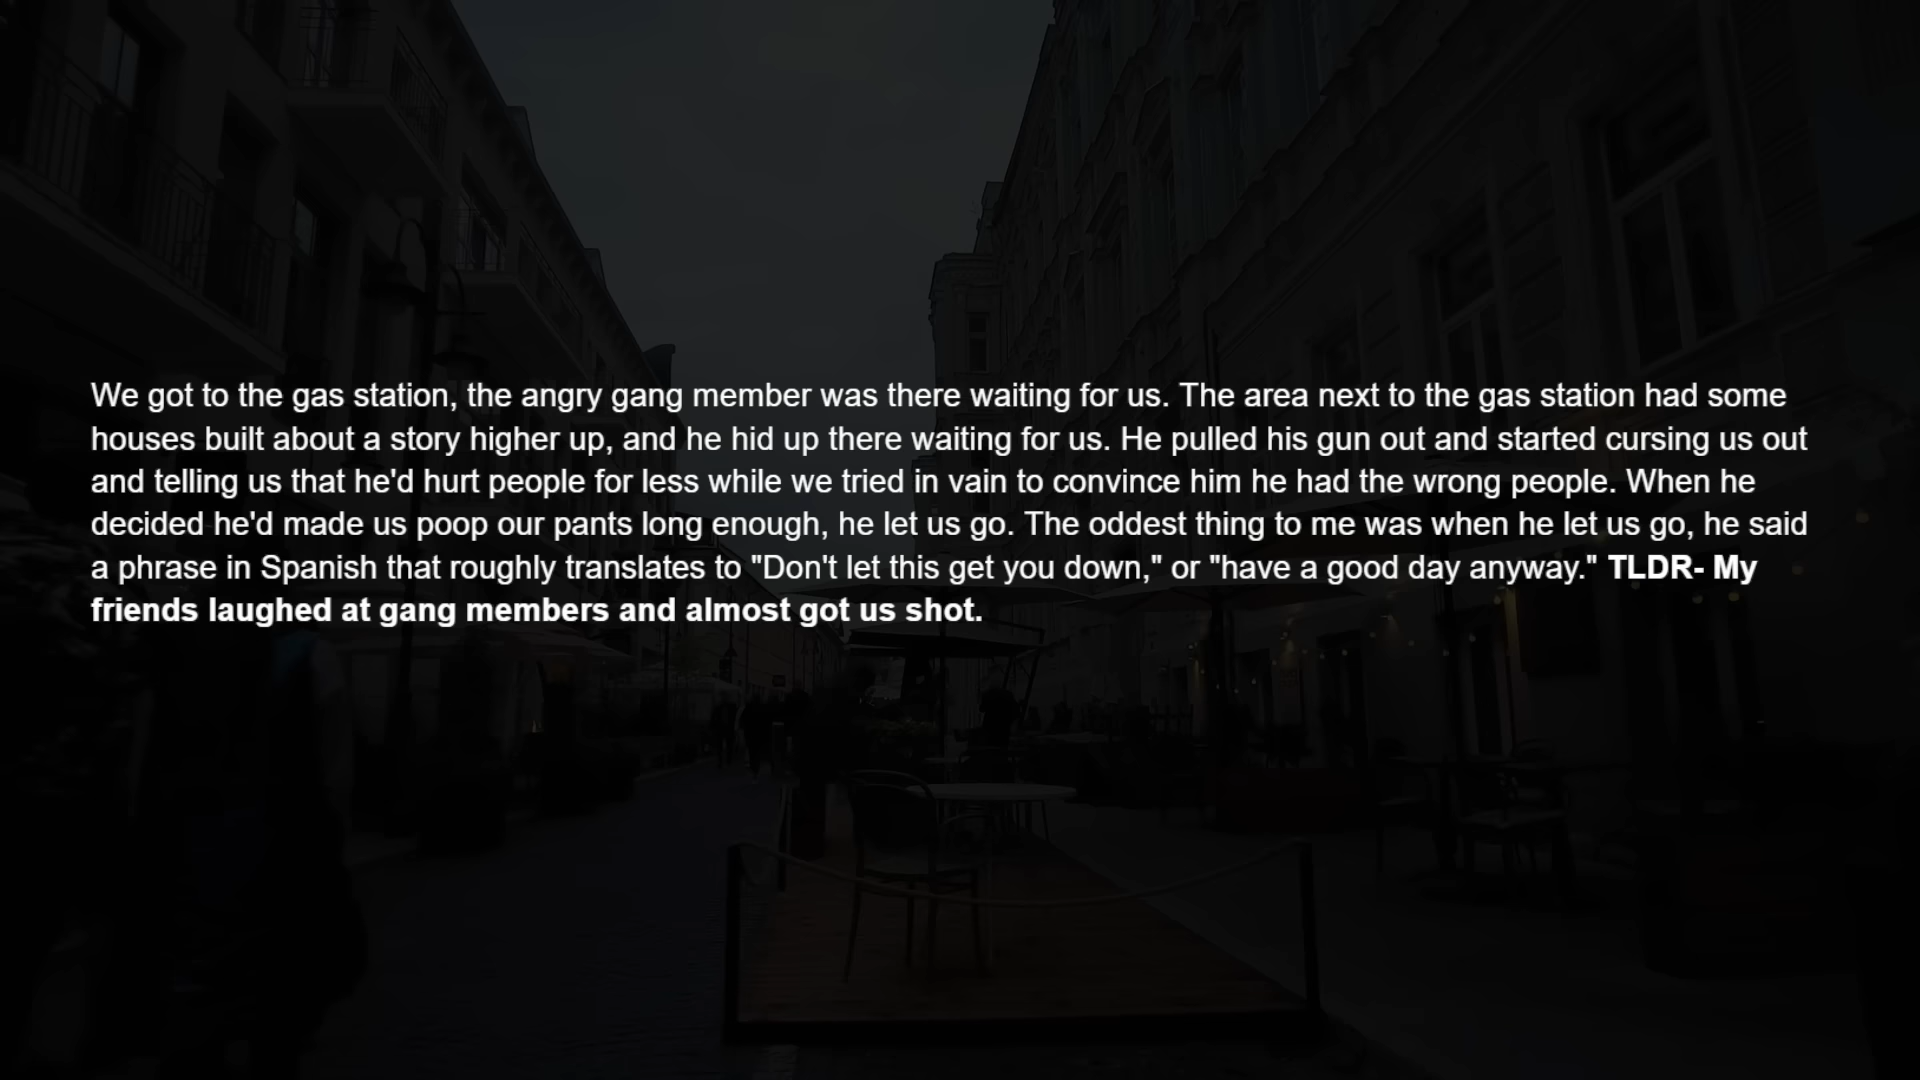 We got to the gas station, the angry gang member was there waiting for us. The area next to the gas station had some
houses built about a story higher up, and he hid up there waiting for us. He pulled his gun out and started cursing us out
and telling us that he'd hurt people for less while we tried in vain to convince him he had the wrong people. When he
decided he'd made us poop our pants long enough, he let us go. The oddest thing to me was when he let us go, he said
a phrase in Spanish that roughly translates to "Don't let this get you down," or "have a good day anyway." TLDR- My
friends laughed at gang members and almost got us shot.